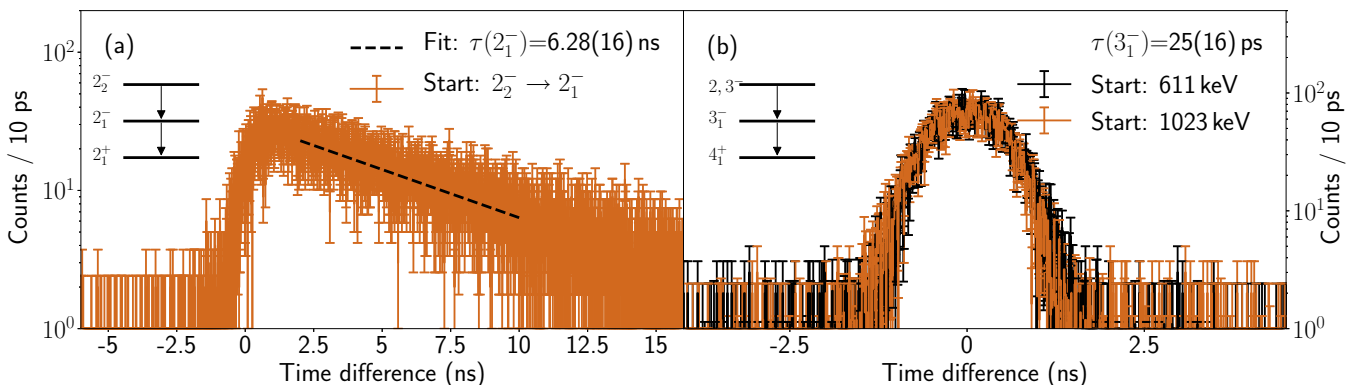 (a)
Fit: τ(2₁⁻)=6.28(16) ns
Start: 2₂⁻ → 2₁⁻
2₂⁻
2₁⁻
2₁⁺
10²
10¹
10⁰
Counts / 10 ps
-5 -2.5 0 2.5 5 7.5 10 12.5 15
Time difference (ns)
(b)
τ(3₁⁻)=25(16) ps
Start: 611 keV
Start: 1023 keV
2, 3⁻
3₁⁻
4₁⁺
10²
10¹
10⁰
Counts / 10 ps
-2.5 0 2.5
Time difference (ns)